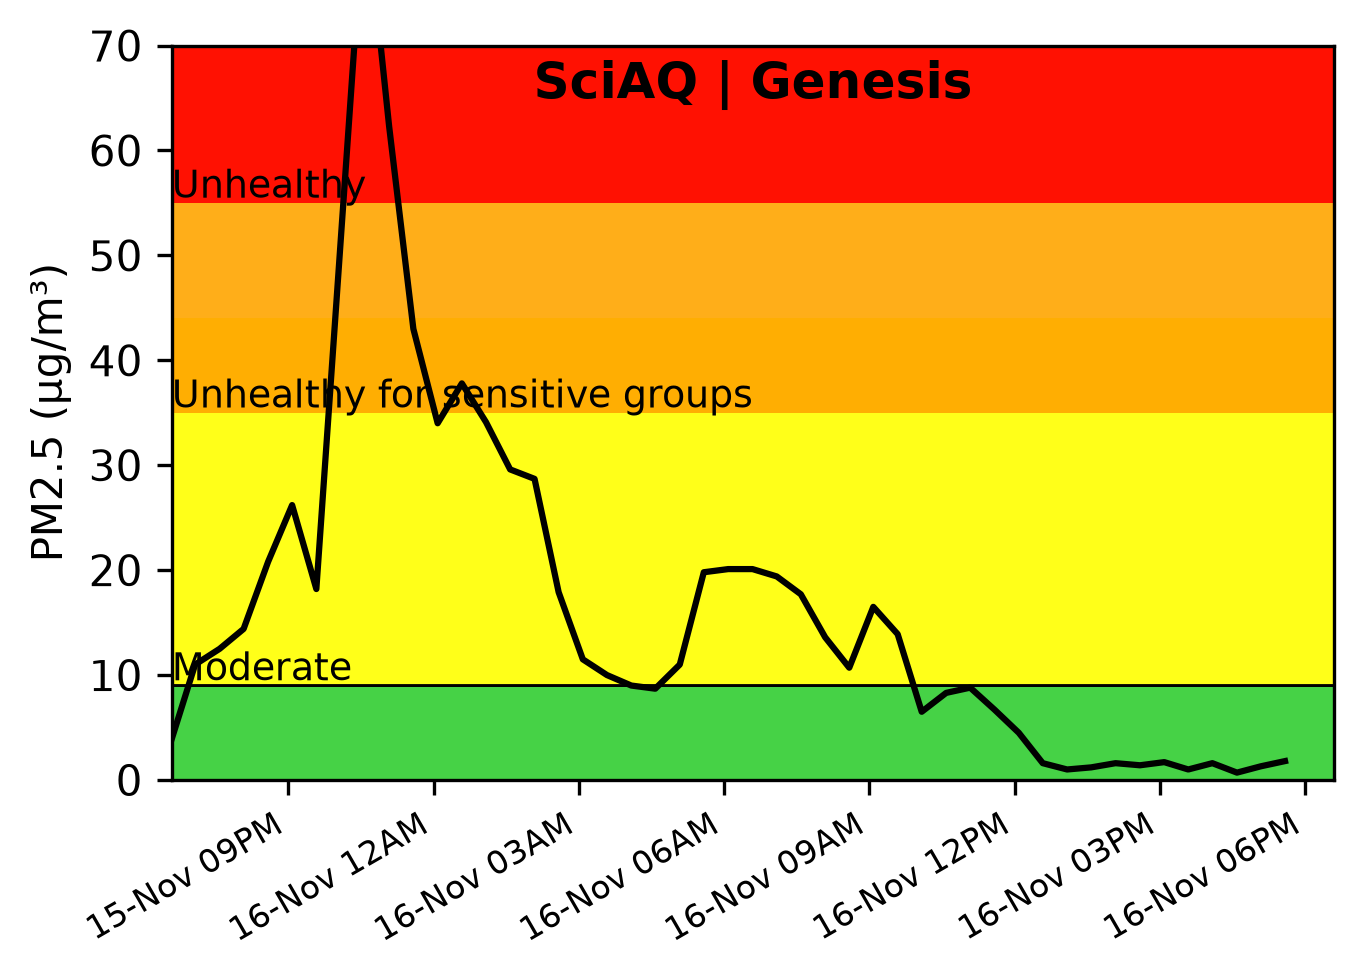 SciAQ | Genesis
PM2.5 (μg/m³)
70
60
50
40
30
20
10
0
Unhealthy
Unhealthy for sensitive groups
Moderate
15-Nov 09PM
16-Nov 12AM
16-Nov 03AM
16-Nov 06AM
16-Nov 09AM
16-Nov 12PM
16-Nov 03PM
16-Nov 06PM